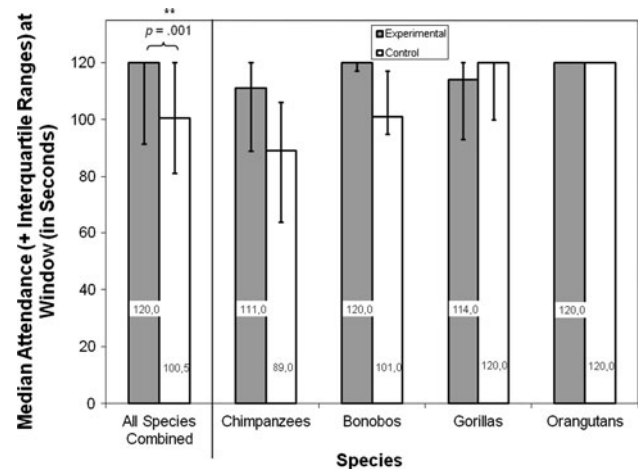 **
p = .001
Experimental
Control
Median Attendance (+ Interquartile Ranges) at
Window (in Seconds)
120
100
80
60
40
20
0
120,0
100,5
111,0
89,0
120,0
101,0
114,0
120,0
120,0
120,0
All Species
Combined
Chimpanzees
Bonobos
Gorillas
Orangutans
Species